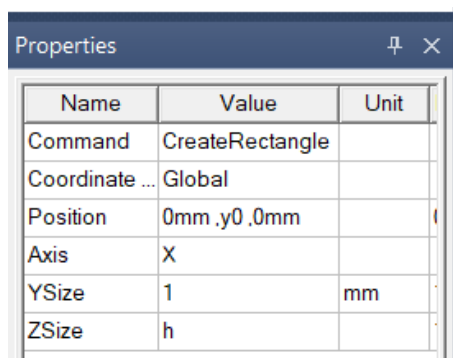 Properties
Name Value Unit
Command CreateRectangle
Coordinate ... Global
Position 0mm ,y0 ,0mm
Axis X
YSize 1 mm
ZSize h